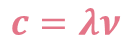 c = λν